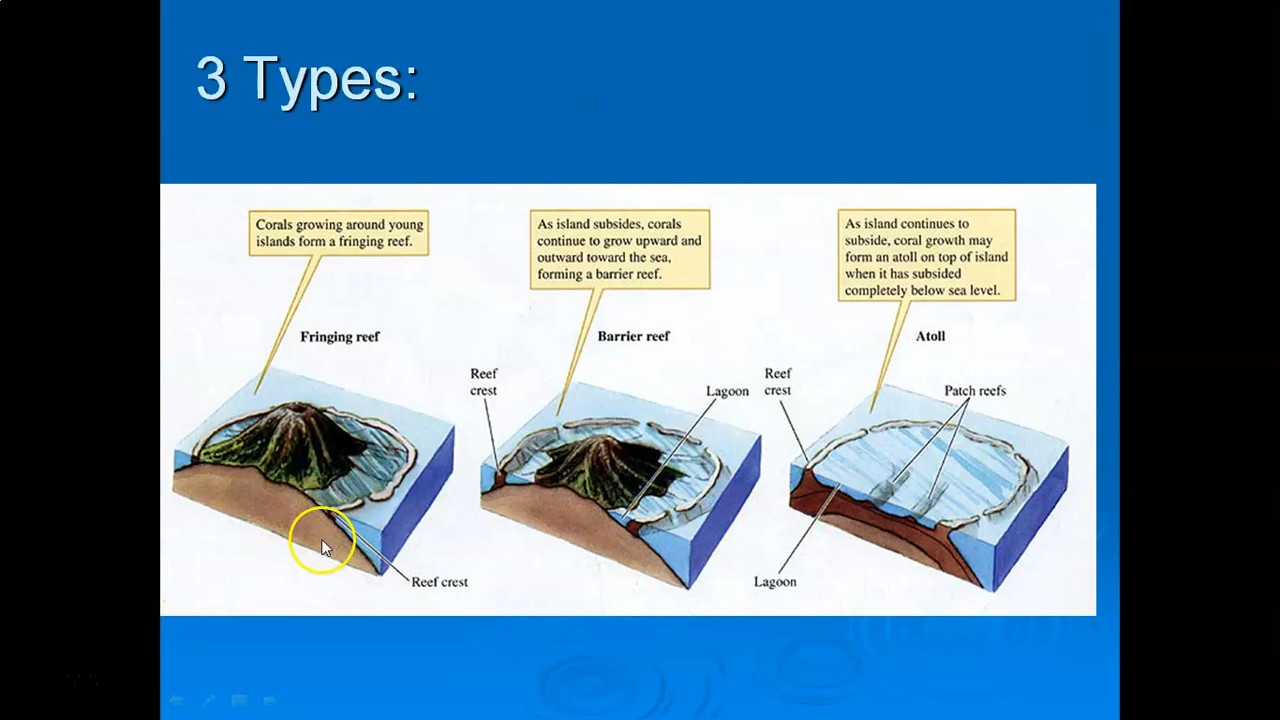 3 Types:
Corals growing around young
islands form a fringing reef.
As island subsides, corals
continue to grow upward and
outward toward the sea,
forming a barrier reef.
As island continues to
subside, coral growth may
form an atoll on top of island
when it has subsided
completely below sea level.
Fringing reef
Barrier reef
Atoll
Reef
crest
Lagoon
Reef
crest
Patch reefs
Reef crest
Lagoon